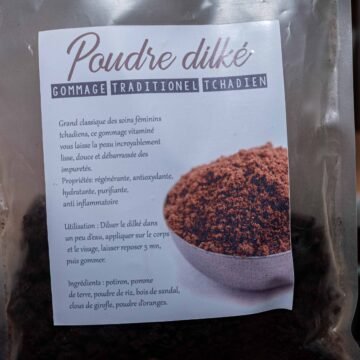 Poudre dilké
GOMMAGE TRADITIONEL TCHADIEN
Grand classique des soins féminins
tchadiens, ce gommage vitaminé
vous laisse la peau incroyablement
lisse, douce et débarrassée des
impuretés.
Propriétés: régénérante, antioxydante,
hydratante, purifiante,
anti inflammatoire
Utilisation : Diluer le dilké dans
un peu d'eau, appliquer sur le corps
et le visage, laisser reposer 3 mn,
puis gommer.
Ingrédients : potiron, pomme
de terre, poudre de riz, bois de sandal,
clous de girofle, poudre d'oranges.